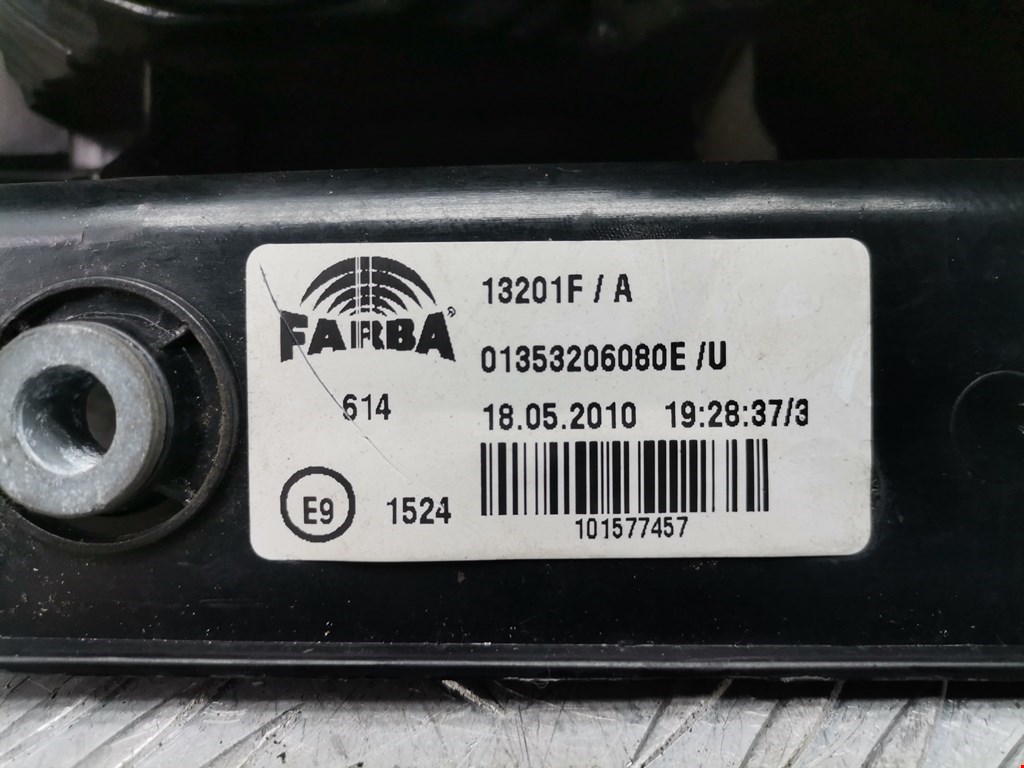 FARBA®
13201F / A
01353206080E /U
614
18.05.2010 19:28:37/3
E9
1524
101577457